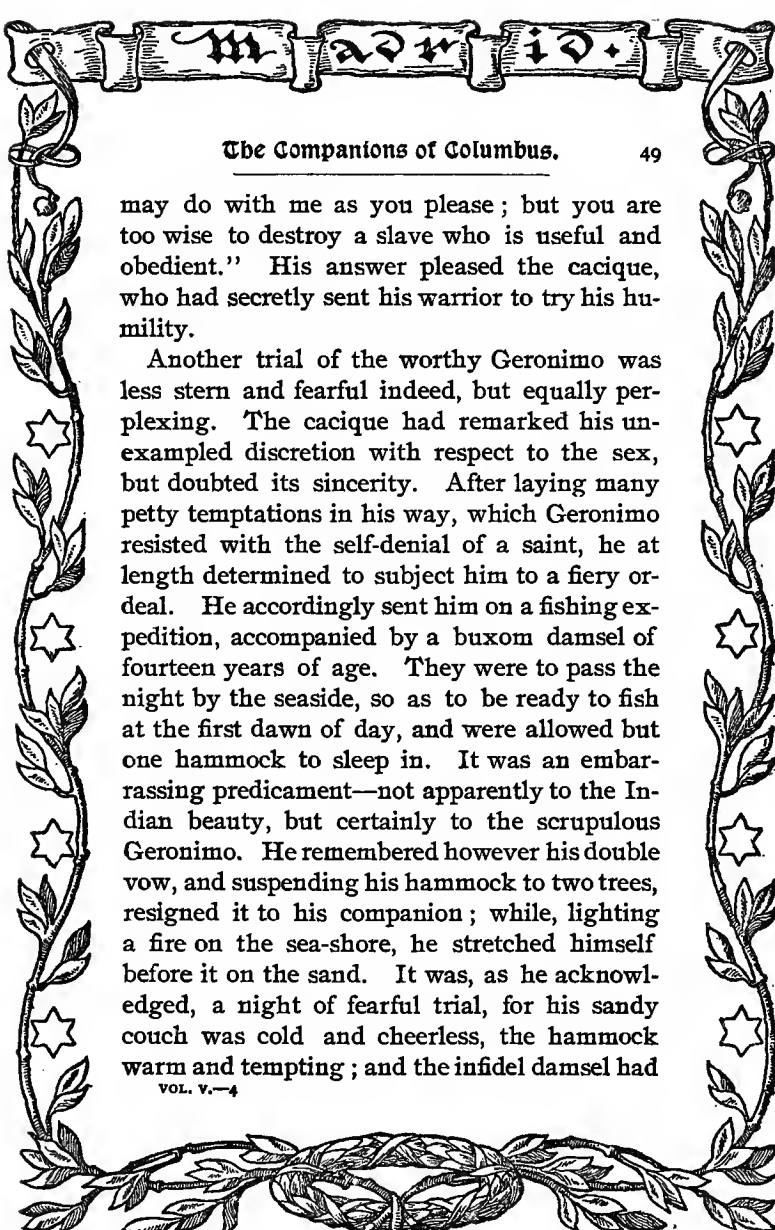 Madrid.
The Companions of Columbus. 49
may do with me as you please ; but you are
too wise to destroy a slave who is useful and
obedient." His answer pleased the cacique,
who had secretly sent his warrior to try his hu-
mility.
Another trial of the worthy Geronimo was
less stern and fearful indeed, but equally per-
plexing. The cacique had remarked his un-
exampled discretion with respect to the sex,
but doubted its sincerity. After laying many
petty temptations in his way, which Geronimo
resisted with the self-denial of a saint, he at
length determined to subject him to a fiery or-
deal. He accordingly sent him on a fishing ex-
pedition, accompanied by a buxom damsel of
fourteen years of age. They were to pass the
night by the seaside, so as to be ready to fish
at the first dawn of day, and were allowed but
one hammock to sleep in. It was an embar-
rassing predicament—not apparently to the In-
dian beauty, but certainly to the scrupulous
Geronimo. He remembered however his double
vow, and suspending his hammock to two trees,
resigned it to his companion ; while, lighting
a fire on the sea-shore, he stretched himself
before it on the sand. It was, as he acknowl-
edged, a night of fearful trial, for his sandy
couch was cold and cheerless, the hammock
warm and tempting ; and the infidel damsel had
VOL. V.—4